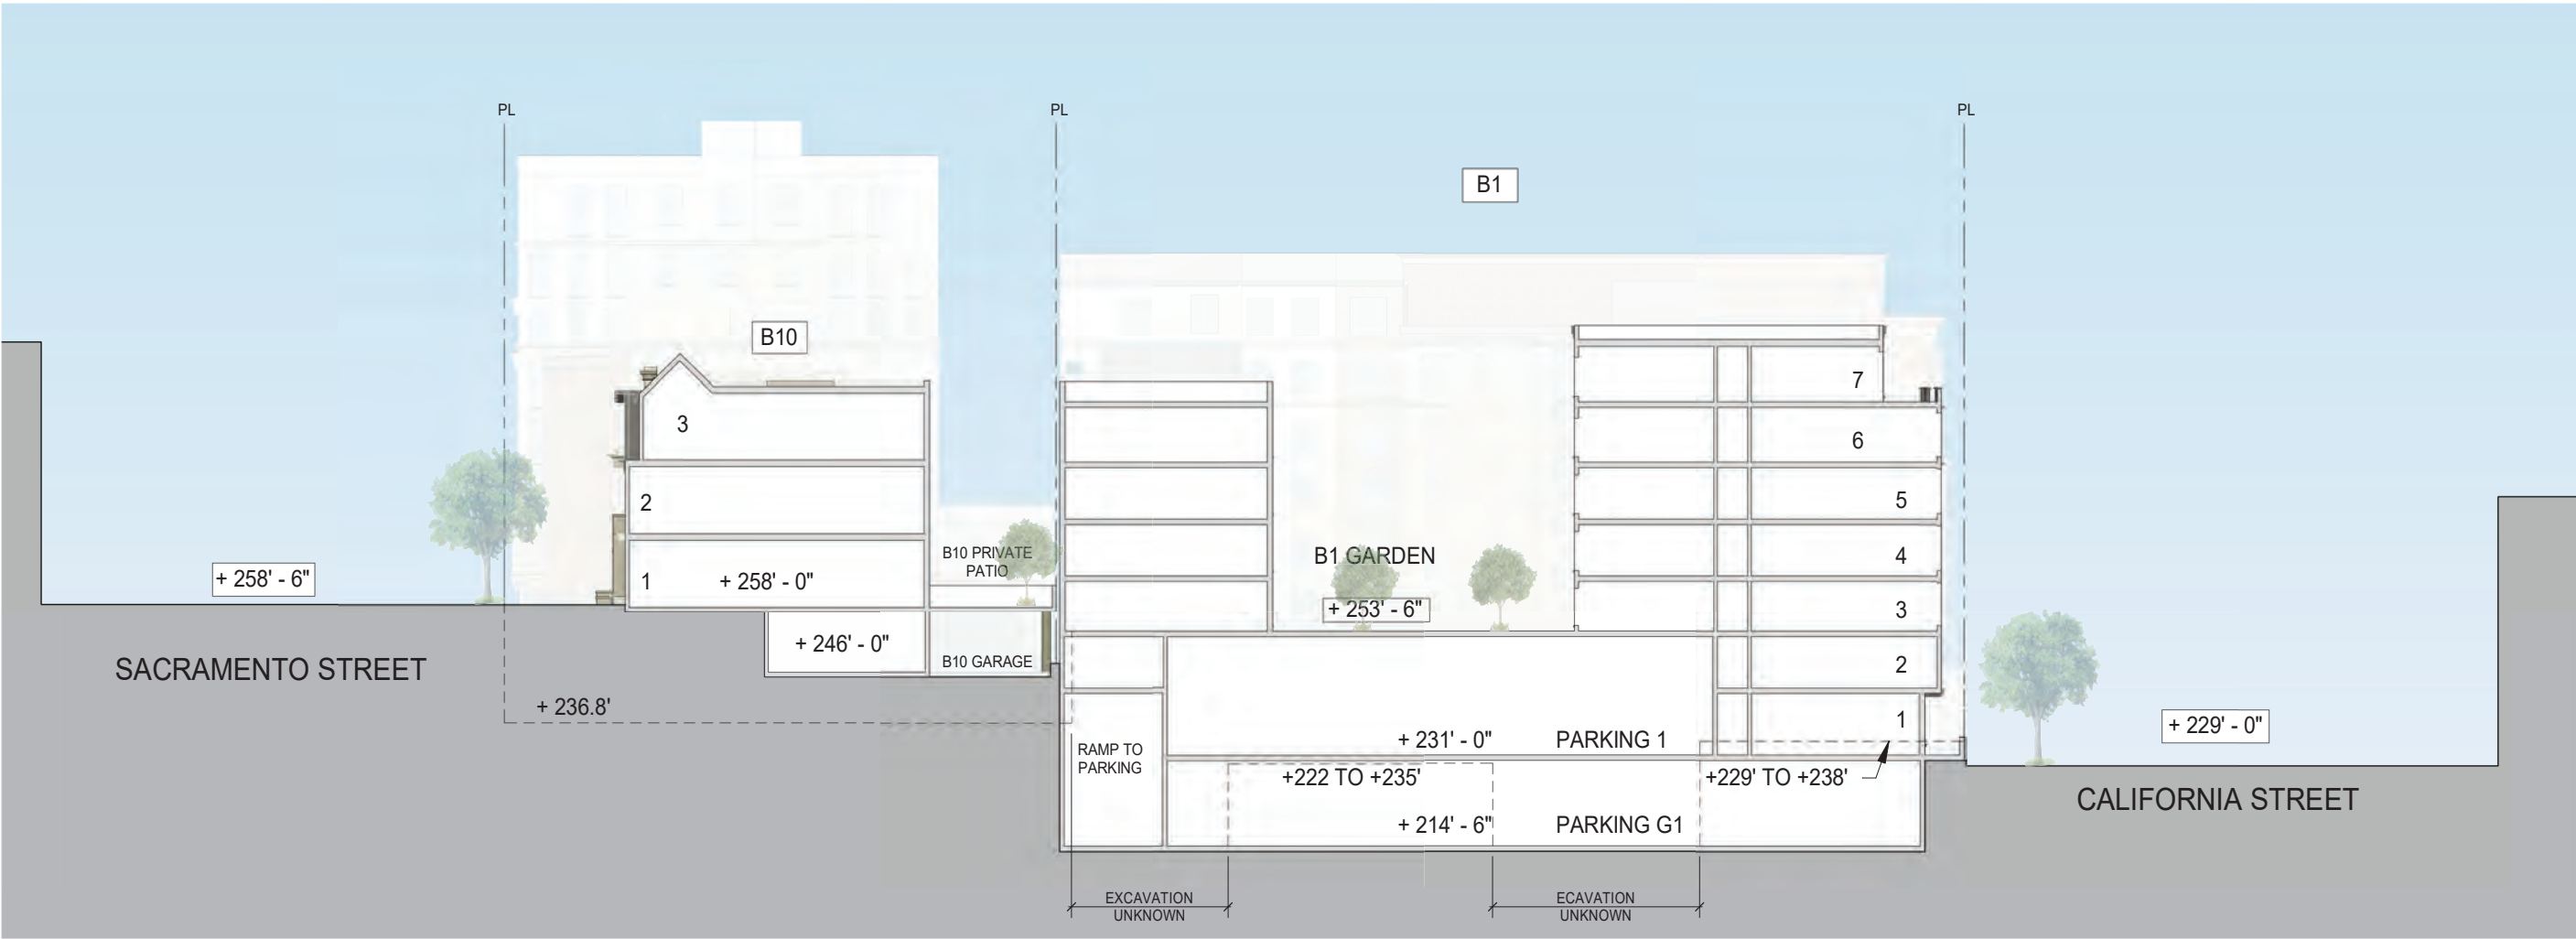 PL
PL
PL
B1
B10
7
3
6
2
5
B10 PRIVATE
PATIO
B1 GARDEN
4
+ 258' - 6"
1
+ 258' - 0"
+ 253' - 6"
3
+ 246' - 0"
B10 GARAGE
2
SACRAMENTO STREET
+ 236.8'
1
+ 229' - 0"
RAMP TO
PARKING
+ 231' - 0"
PARKING 1
+222 TO +235'
+229' TO +238'
CALIFORNIA STREET
+ 214' - 6"
PARKING G1
EXCAVATION
UNKNOWN
ECAVATION
UNKNOWN